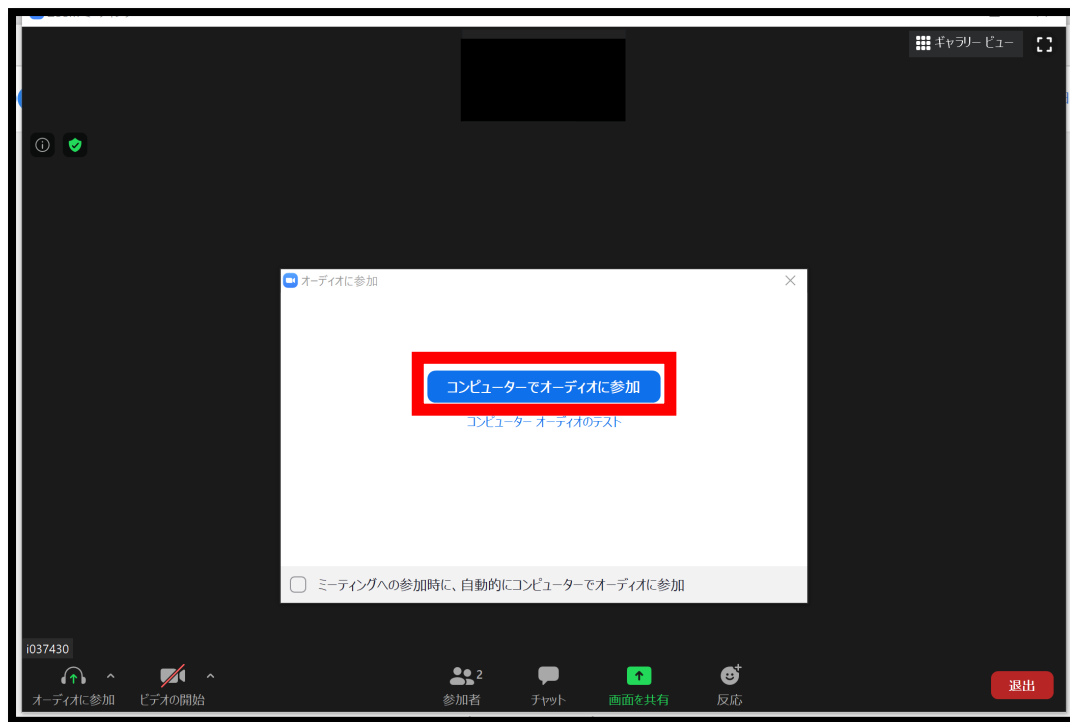 ギャラリー ビュー
オーディオに参加
コンピューターでオーディオに参加
コンピューター オーディオのテスト
ミーティングへの参加時に、自動的にコンピューターでオーディオに参加
i037430
オーディオに参加
ビデオの開始
2
参加者
チャット
画面を共有
反応
退出